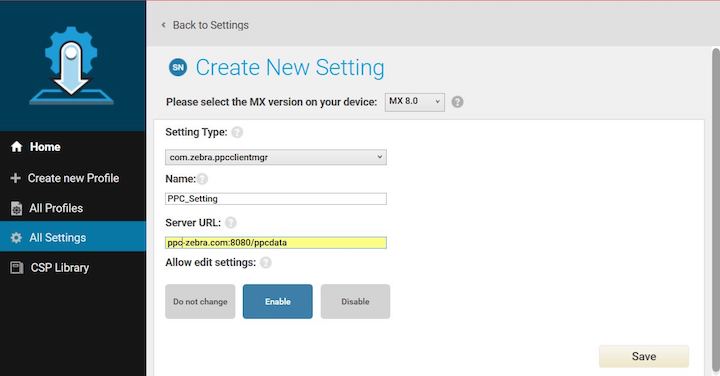 Back to Settings
SN Create New Setting
Please select the MX version on your device: MX 8.0 ?
Setting Type: ?
com.zebra.ppcclientmgr
Name: ?
PPC_Setting
Server URL: ?
ppc-zebra.com:8080/ppcdata
Allow edit settings: ?
Do not change Enable Disable
Save
Home
Create new Profile
All Profiles
All Settings
CSP Library